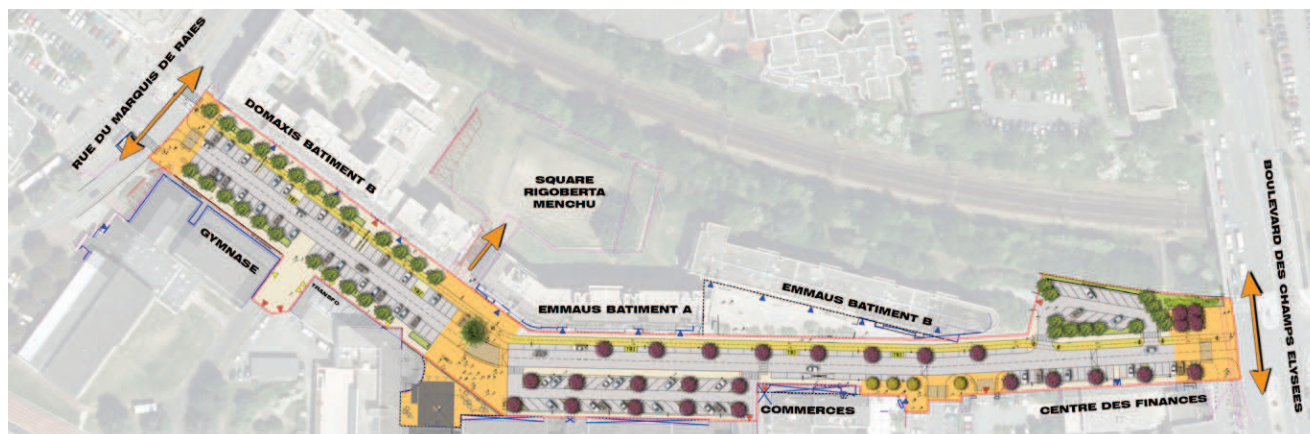 RUE DU MARQUIS DE RAIES
DOMAXIS BATIMENT B
SQUARE
RIGOBERTA
MENCHU
GYMNASE
TRANSFO
EMMAUS BATIMENT A
EMMAUS BATIMENT B
BOULEVARD DES CHAMPS ELYSEES
COMMERCES
CENTRE DES FINANCES